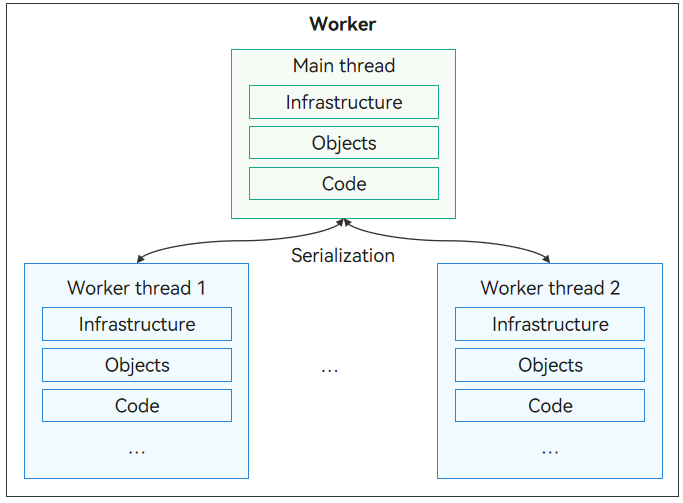 Worker
Main thread
Infrastructure
Objects
Code
Serialization
Worker thread 1
Infrastructure
Objects
Code
...
...
Worker thread 2
Infrastructure
Objects
Code
...